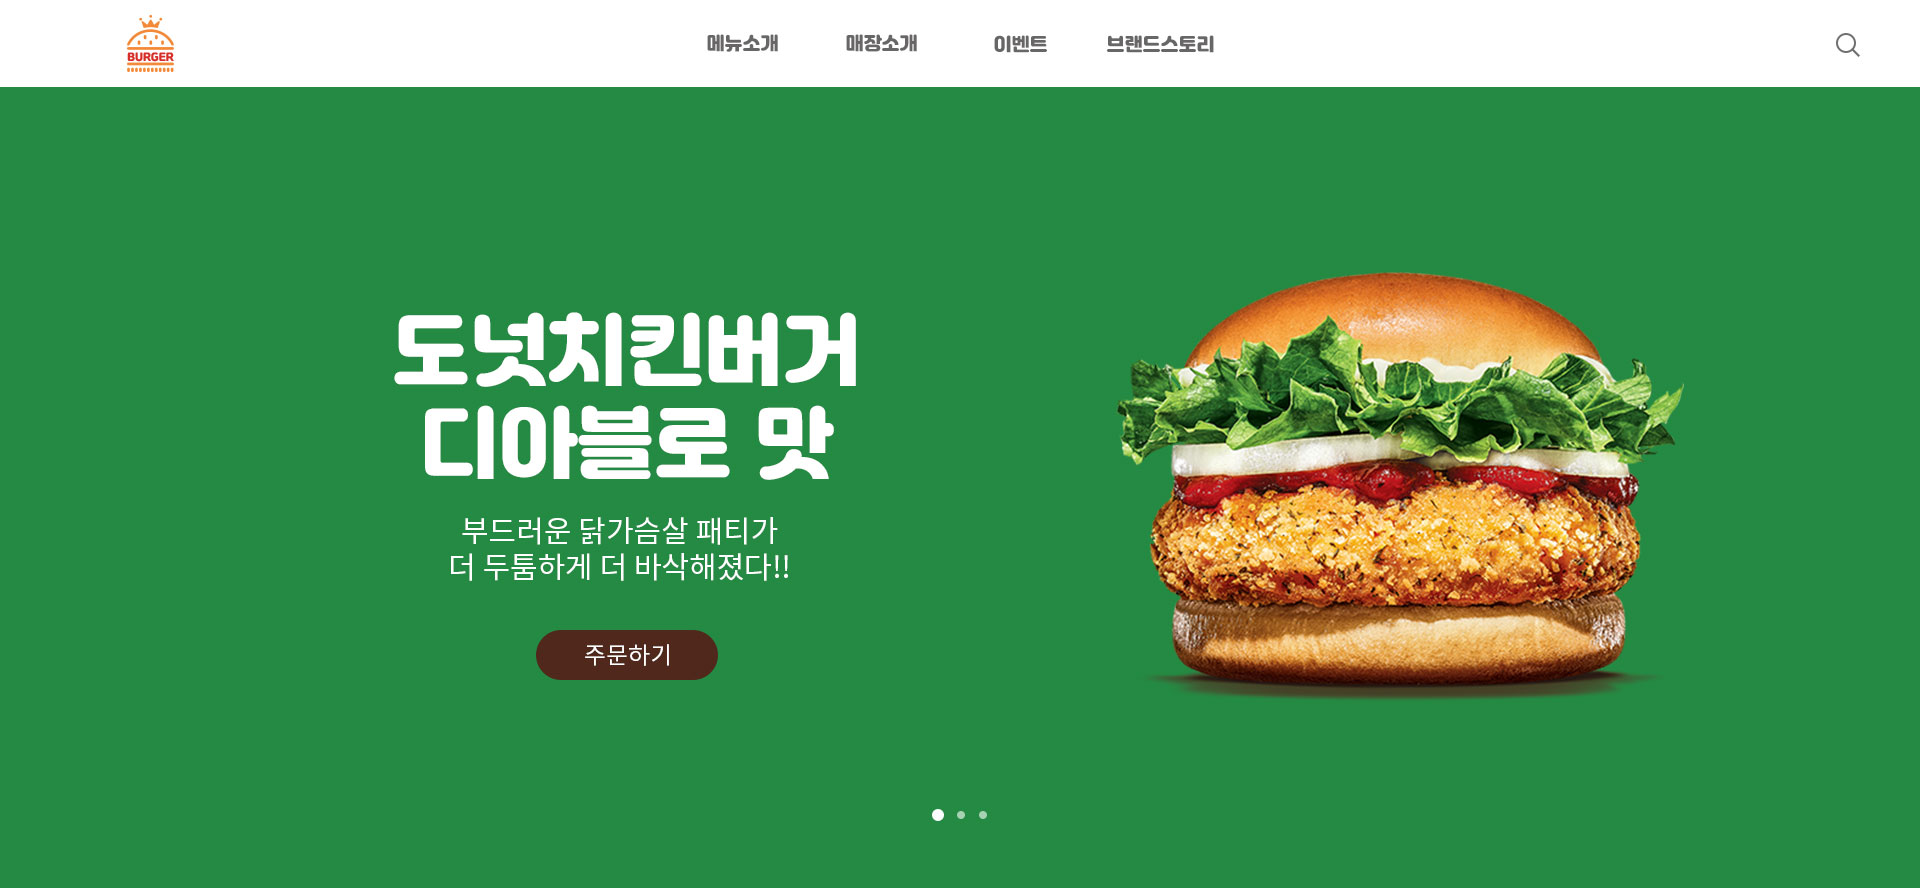 BURGER
메뉴소개
매장소개
이벤트
브랜드스토리
도넛치킨버거
디아블로 맛
부드러운 닭가슴살 패티가
더 두툼하게 더 바삭해졌다!!
주문하기